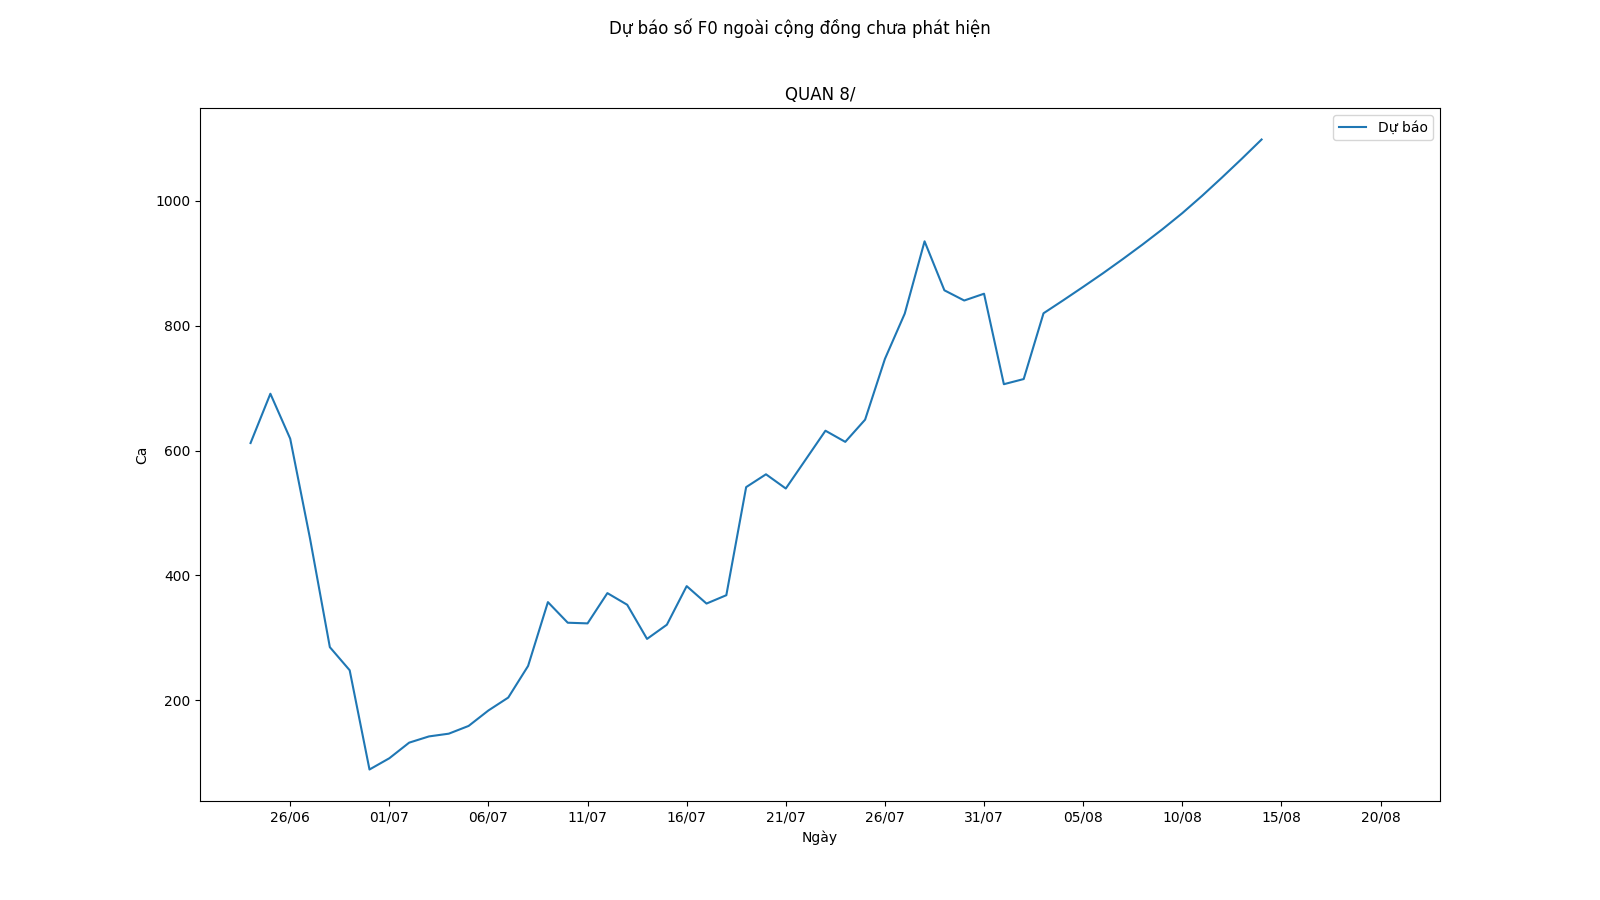 Dự báo số F0 ngoài cộng đồng chưa phát hiện
QUAN 8/
Dự báo
1000
800
600
400
200
Ca
26/06 01/07 06/07 11/07 16/07 21/07 26/07 31/07 05/08 10/08 15/08 20/08
Ngày